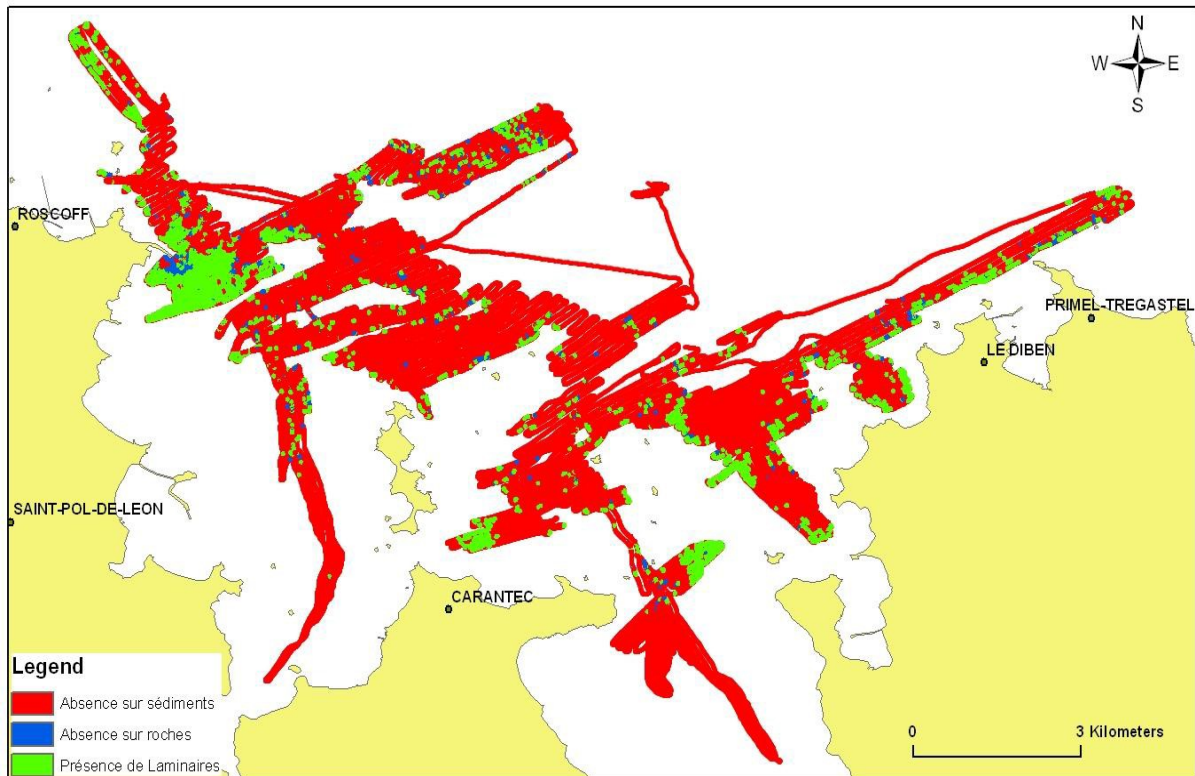 N
W E
S
ROSCOFF
PRIMEL-TREGASTEL
LE DIBEN
SAINT-POL-DE-LEON
CARANTEC
Legend
Absence sur sédiments
Absence sur roches
Présence de Laminaires
0 3 Kilometers